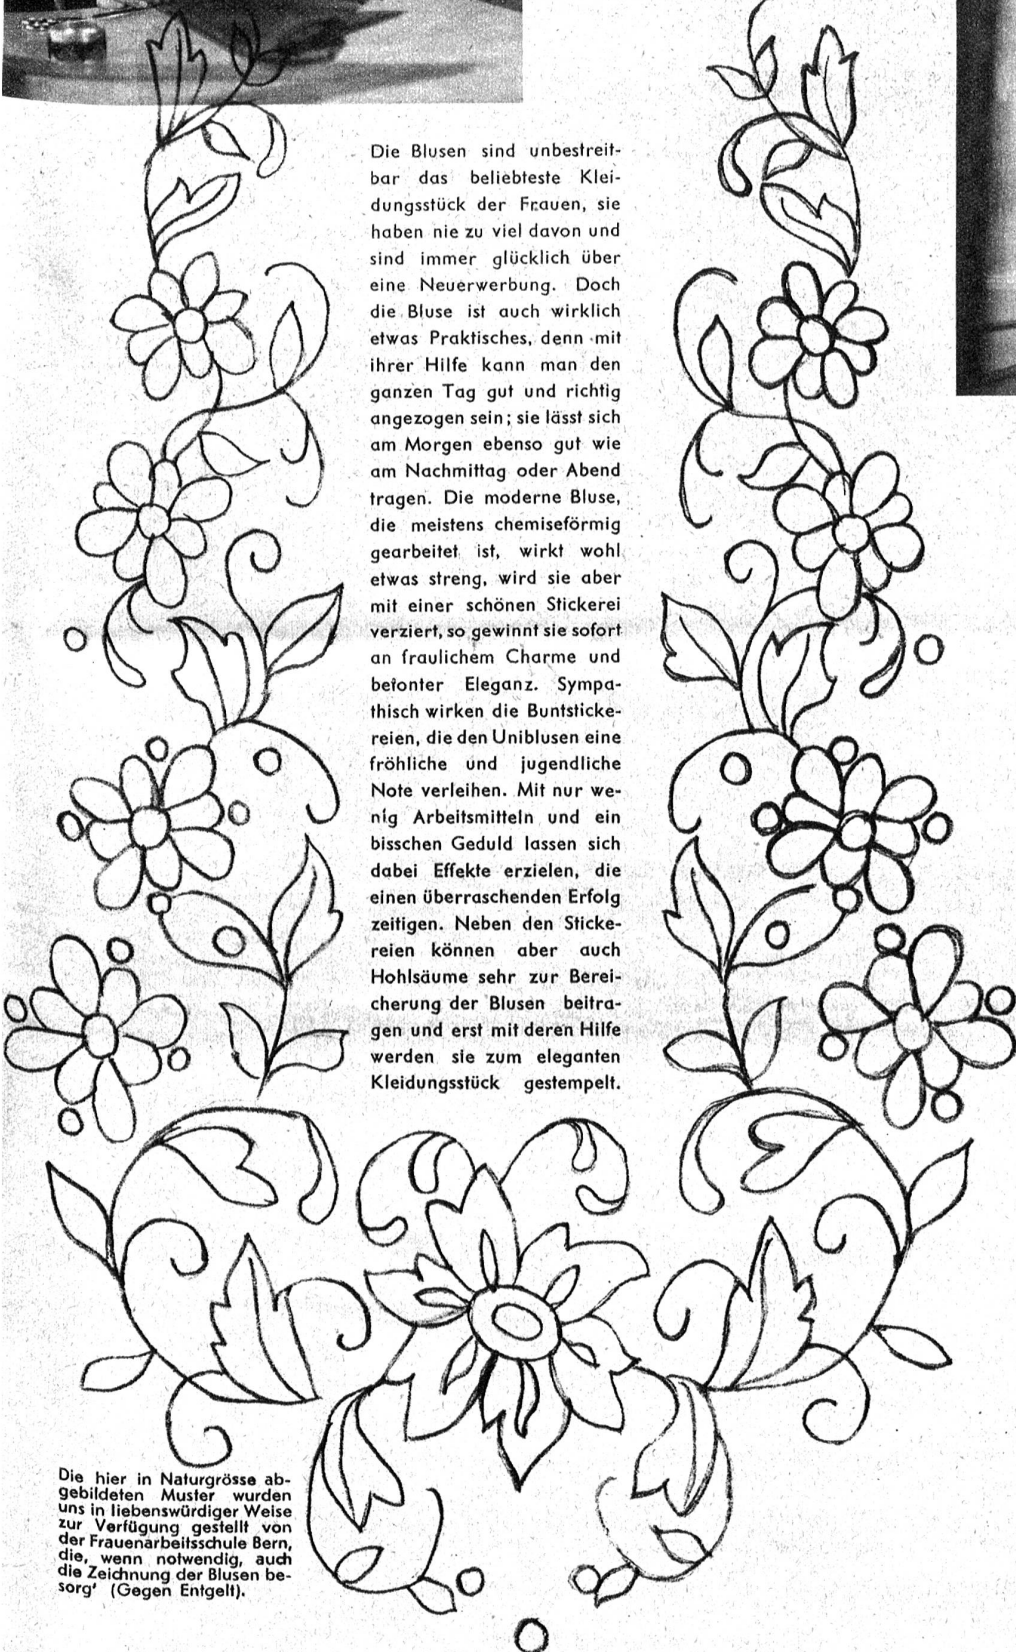 Die Blusen sind unbestreit-
bar das beliebteste Klei-
dungsstück der Frauen, sie
haben nie zu viel davon und
sind immer glücklich über
eine Neuerwerbung. Doch
die Bluse ist auch wirklich
etwas Praktisches, denn mit
ihrer Hilfe kann man den
ganzen Tag gut und richtig
angezogen sein; sie lässt sich
am Morgen ebenso gut wie
am Nachmittag oder Abend
tragen. Die moderne Bluse,
die meistens chemiseförmig
gearbeitet ist, wirkt wohl
etwas streng, wird sie aber
mit einer schönen Stickerei
verziert, so gewinnt sie sofort
an fraulichem Charme und
betonter Eleganz. Sympa-
thisch wirken die Buntsticke-
reien, die den Uniblusen eine
fröhliche und jugendliche
Note verleihen. Mit nur we-
nig Arbeitsmitteln und ein
bisschen Geduld lassen sich
dabei Effekte erzielen, die
einen überraschenden Erfolg
zeitigen. Neben den Sticke-
reien können aber auch
Hohlsäume sehr zur Berei-
cherung der Blusen beitra-
gen und erst mit deren Hilfe
werden sie zum eleganten
Kleidungsstück gestempelt.
Die hier in Naturgrösse ab-
gebildeten Muster wurden
uns in liebenswürdiger Weise
zur Verfügung gestellt von
der Frauenarbeitsschule Bern,
die, wenn notwendig, auch
die Zeichnung der Blusen be-
sorg' (Gegen Entgelt).